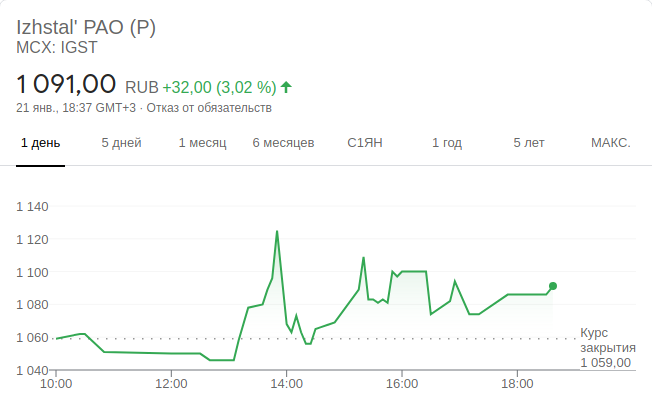 Izhstal' PAO (P)
MCX: IGST
1 091,00 RUB +32,00 (3,02 %)
21 янв., 18:37 GMT+3 · Отказ от обязательств
1 день 5 дней 1 месяц 6 месяцев С1ЯН 1 год 5 лет МАКС.
1 140
1 120
1 100
1 080
1 060
1 040
Курс
закрытия
1 059,00
10:00 12:00 14:00 16:00 18:00